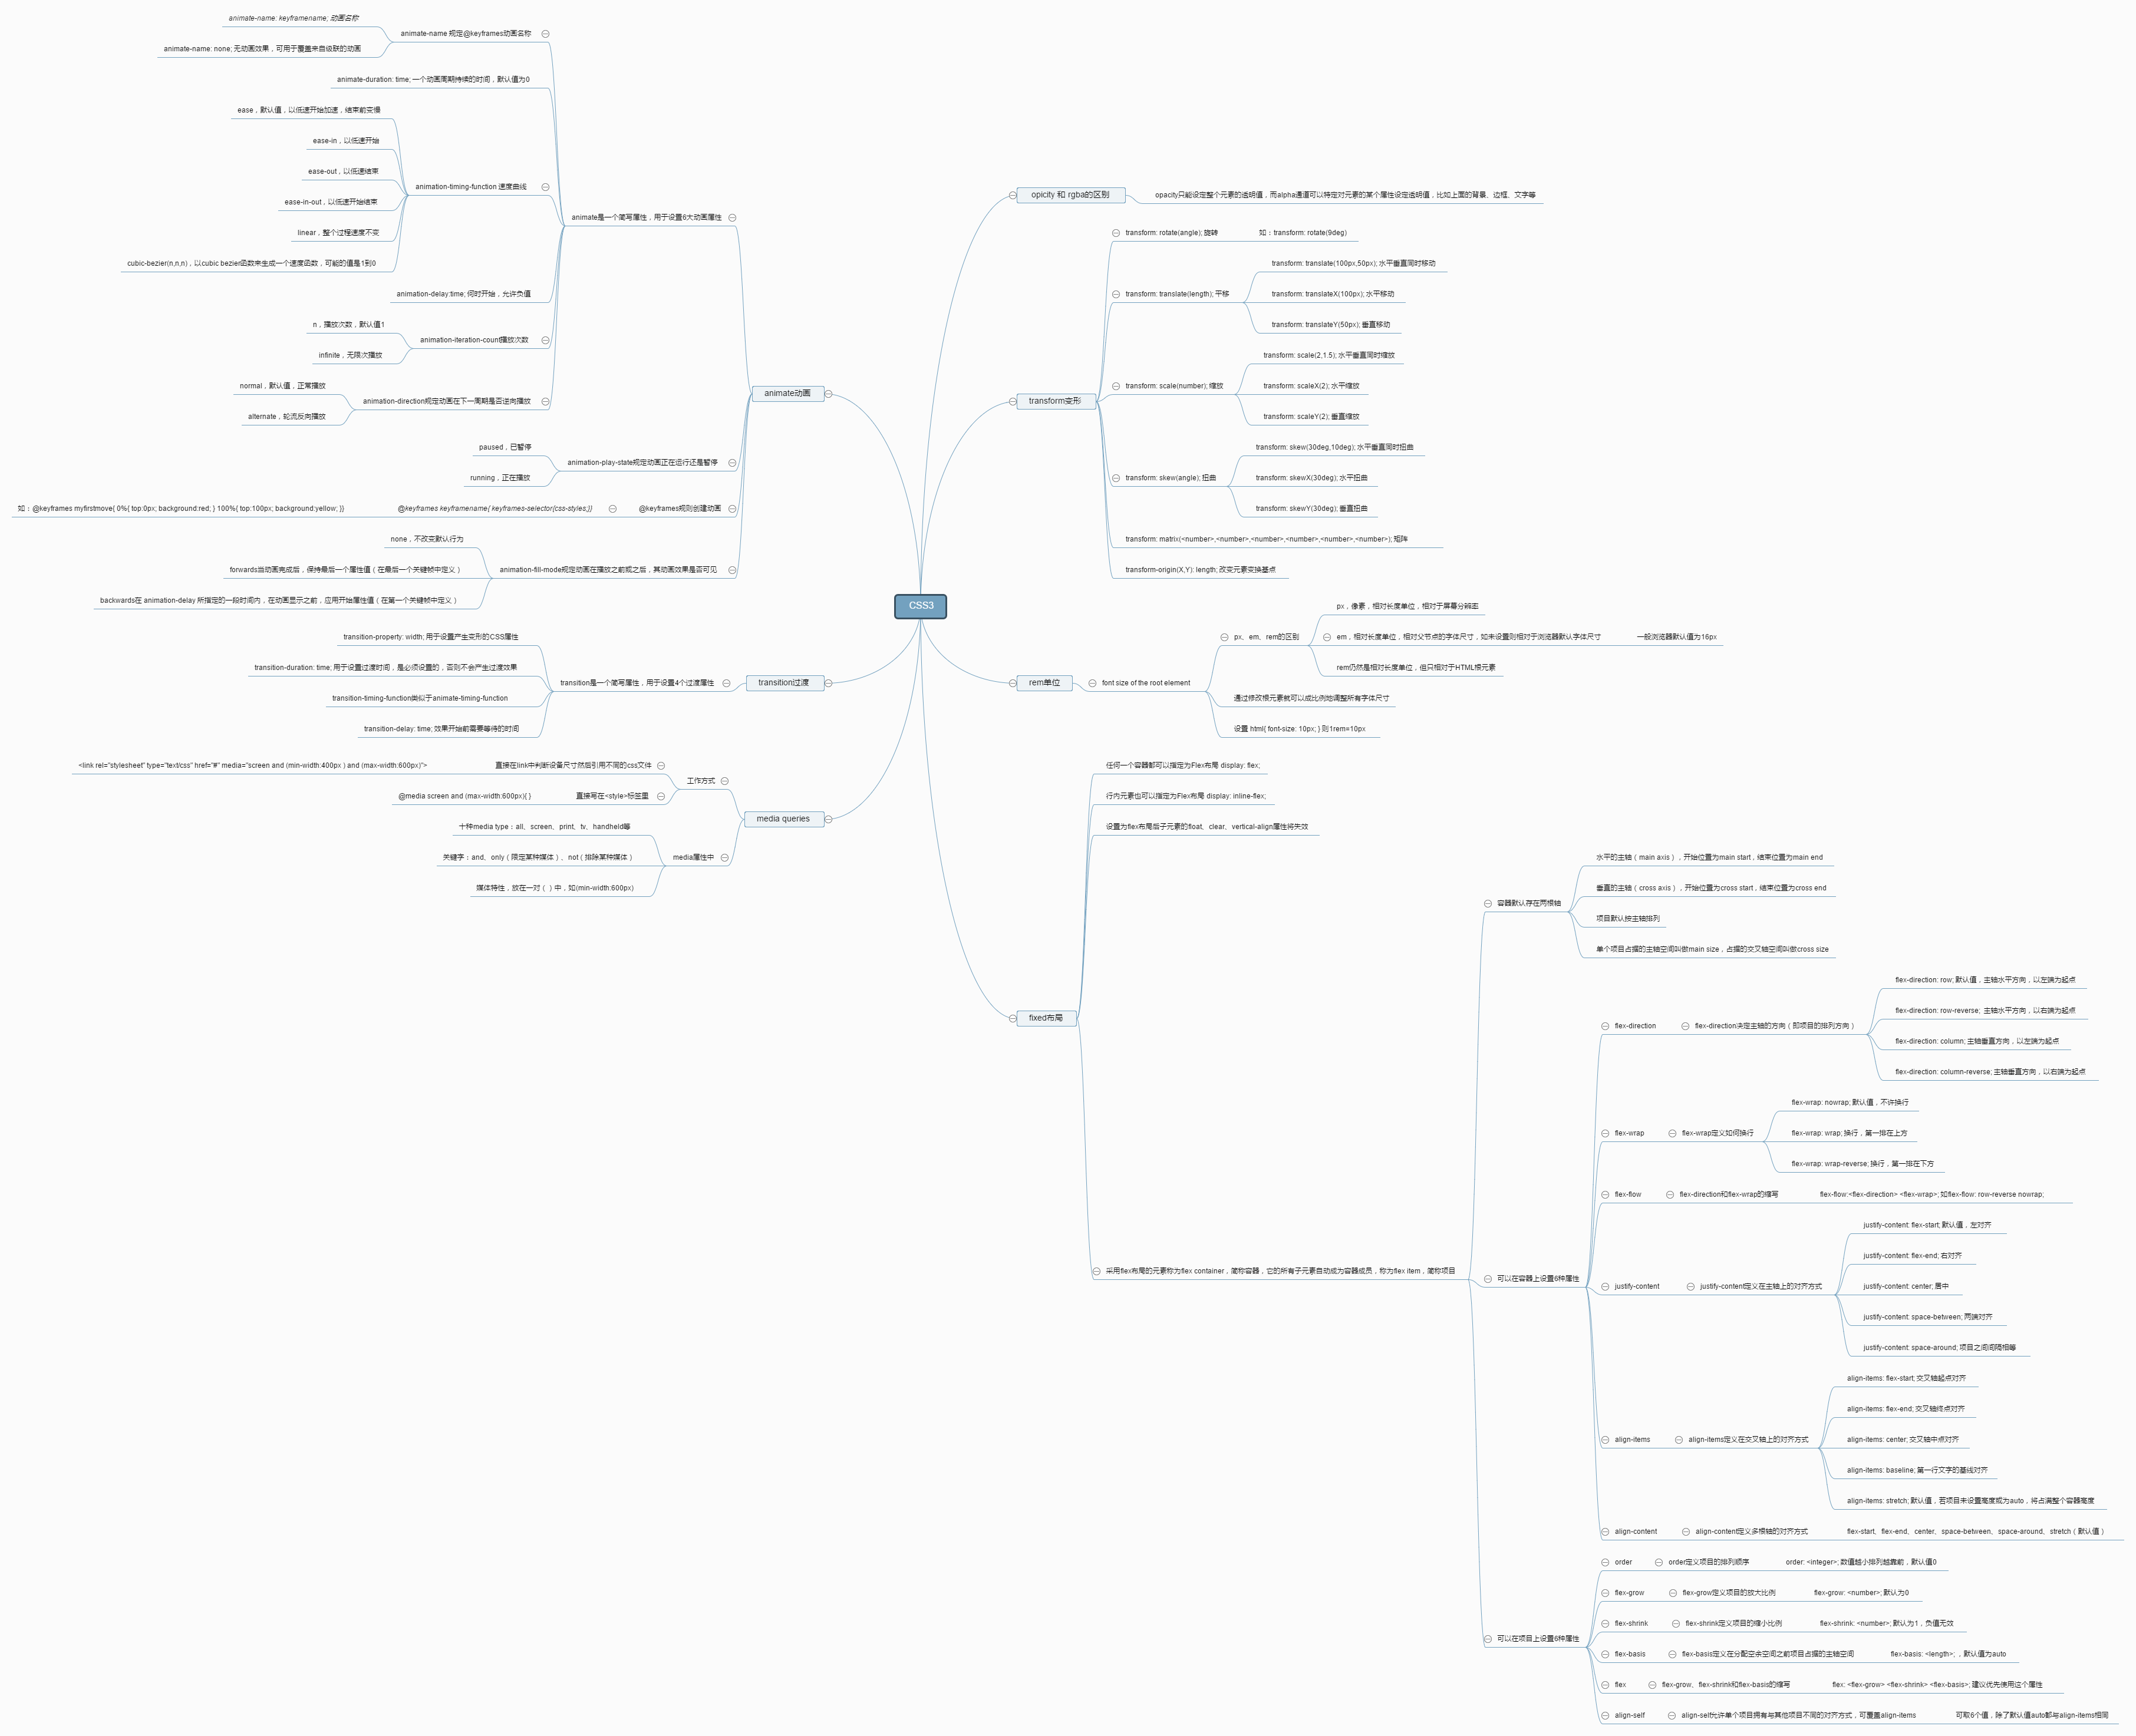 CSS3
animate动画
animate是一个简写属性，用于设置6大动画属性
animate-name 规定@keyframes动画名称
animate-name: keyframename; 动画名称
animate-name: none; 无动画效果，可用于覆盖来自级联的动画
animate-duration: time; 一个动画周期持续的时间，默认值为0
animation-timing-function 速度曲线
ease，默认值，以低速开始加速，结束前变慢
ease-in，以低速开始
ease-out，以低速结束
ease-in-out，以低速开始结束
linear，整个过程速度不变
cubic-bezier(n,n,n)，以cubic bezier函数来生成一个速度函数，可能的值是1到0
animation-delay:time; 何时开始，允许负值
animation-iteration-count播放次数
n，播放次数，默认值1
infinite，无限次播放
animation-direction规定动画在下一周期是否逆向播放
normal，默认值，正常播放
alternate，轮流反向播放
animation-play-state规定动画正在运行还是暂停
paused，已暂停
running，正在播放
@keyframes规则创建动画
@keyframes keyframename{ keyframes-selector{css-styles;}}
如：@keyframes myfirstmove{ 0%{ top:0px; background:red; } 100%{ top:100px; background:yellow; }}
animation-fill-mode规定动画在播放之前或之后，其动画效果是否可见
none，不改变默认行为
forwards当动画完成后，保持最后一个属性值（在最后一个关键帧中定义）
backwards在 animation-delay 所指定的一段时间内，在动画显示之前，应用开始属性值（在第一个关键帧中定义）
transition过渡
transition是一个简写属性，用于设置4个过渡属性
transition-property: width; 用于设置产生变形的CSS属性
transition-duration: time; 用于设置过渡时间，是必须设置的，否则不会产生过渡效果
transition-timing-function类似于animate-timing-function
transition-delay: time; 效果开始前需要等待的时间
media queries
工作方式
直接在link中判断设备尺寸然后引用不同的css文件
<link rel="stylesheet" type="text/css" href="#" media="screen and (min-width:400px ) and (max-width:600px)">
直接写在<style>标签里
@media screen and (max-width:600px){ }
media属性中
十种media type：all、screen、print、tv、handheld等
关键字：and、only（限定某种媒体）、not（排除某种媒体）
媒体特性，放在一对（ ）中，如(min-width:600px)
opicity 和 rgba的区别
opacity只能设定整个元素的透明值，而alpha通道可以特定对元素的某个属性设定透明值，比如上面的背景、边框、文字等
transform变形
transform: rotate(angle); 旋转
如：transform: rotate(9deg)
transform: translate(length); 平移
transform: translate(100px,50px); 水平垂直同时移动
transform: translateX(100px); 水平移动
transform: translateY(50px); 垂直移动
transform: scale(number); 缩放
transform: scale(2,1.5); 水平垂直同时缩放
transform: scaleX(2); 水平缩放
transform: scaleY(2); 垂直缩放
transform: skew(angle); 扭曲
transform: skew(30deg,10deg); 水平垂直同时扭曲
transform: skewX(30deg); 水平扭曲
transform: skewY(30deg); 垂直扭曲
transform: matrix(<number>,<number>,<number>,<number>,<number>,<number>); 矩阵
transform-origin(X,Y): length; 改变元素变换基点
rem单位
font size of the root element
px、em、rem的区别
px，像素，相对长度单位，相对于屏幕分辨率
em，相对长度单位，相对父节点的字体尺寸，如未设置则相对于浏览器默认字体尺寸
一般浏览器默认值为16px
rem仍然是相对长度单位，但只相对于HTML根元素
通过修改根元素就可以成比例地调整所有字体尺寸
设置 html{ font-size: 10px; } 则1rem=10px
fixed布局
任何一个容器都可以指定为Flex布局 display: flex;
行内元素也可以指定为Flex布局 display: inline-flex;
设置为flex布局后子元素的float、clear、vertical-align属性将失效
采用flex布局的元素称为flex container，简称容器，它的所有子元素自动成为容器成员，称为flex item，简称项目
容器默认存在两根轴
水平的主轴（main axis），开始位置为main start，结束位置为main end
垂直的主轴（cross axis），开始位置为cross start，结束位置为cross end
项目默认按主轴排列
单个项目占据的主轴空间叫做main size，占据的交叉轴空间叫做cross size
可以在容器上设置6种属性
flex-direction
flex-direction决定主轴的方向（即项目的排列方向）
flex-direction: row; 默认值，主轴水平方向，以左端为起点
flex-direction: row-reverse; 主轴水平方向，以右端为起点
flex-direction: column; 主轴垂直方向，以左端为起点
flex-direction: column-reverse; 主轴垂直方向，以右端为起点
flex-wrap
flex-wrap定义如何换行
flex-wrap: nowrap; 默认值，不许换行
flex-wrap: wrap; 换行，第一排在上方
flex-wrap: wrap-reverse; 换行，第一排在下方
flex-flow
flex-direction和flex-wrap的缩写
flex-flow:<flex-direction> <flex-wrap>; 如flex-flow: row-reverse nowrap;
justify-content
justify-content定义在主轴上的对齐方式
justify-content: flex-start; 默认值，左对齐
justify-content: flex-end; 右对齐
justify-content: center; 居中
justify-content: space-between; 两端对齐
justify-content: space-around; 项目之间间隔相等
align-items
align-items定义在交叉轴上的对齐方式
align-items: flex-start; 交叉轴起点对齐
align-items: flex-end; 交叉轴终点对齐
align-items: center; 交叉轴中点对齐
align-items: baseline; 第一行文字的基线对齐
align-items: stretch; 默认值，若项目未设置高度或为auto，将占满整个容器高度
align-content
align-content定义多根轴的对齐方式
flex-start、flex-end、center、space-between、space-around、stretch（默认值）
可以在项目上设置6种属性
order
order定义项目的排列顺序
order: <integer>; 数值越小排列越靠前，默认值0
flex-grow
flex-grow定义项目的放大比例
flex-grow: <number>; 默认为0
flex-shrink
flex-shrink定义项目的缩小比例
flex-shrink: <number>; 默认为1，负值无效
flex-basis
flex-basis定义在分配空余空间之前项目占据的主轴空间
flex-basis: <length>; ，默认值为auto
flex
flex-grow、flex-shrink和flex-basis的缩写
flex: <flex-grow> <flex-shrink> <flex-basis>; 建议优先使用这个属性
align-self
align-self允许单个项目拥有与其他项目不同的对齐方式，可覆盖align-items
可取6个值，除了默认值auto都与align-items相同